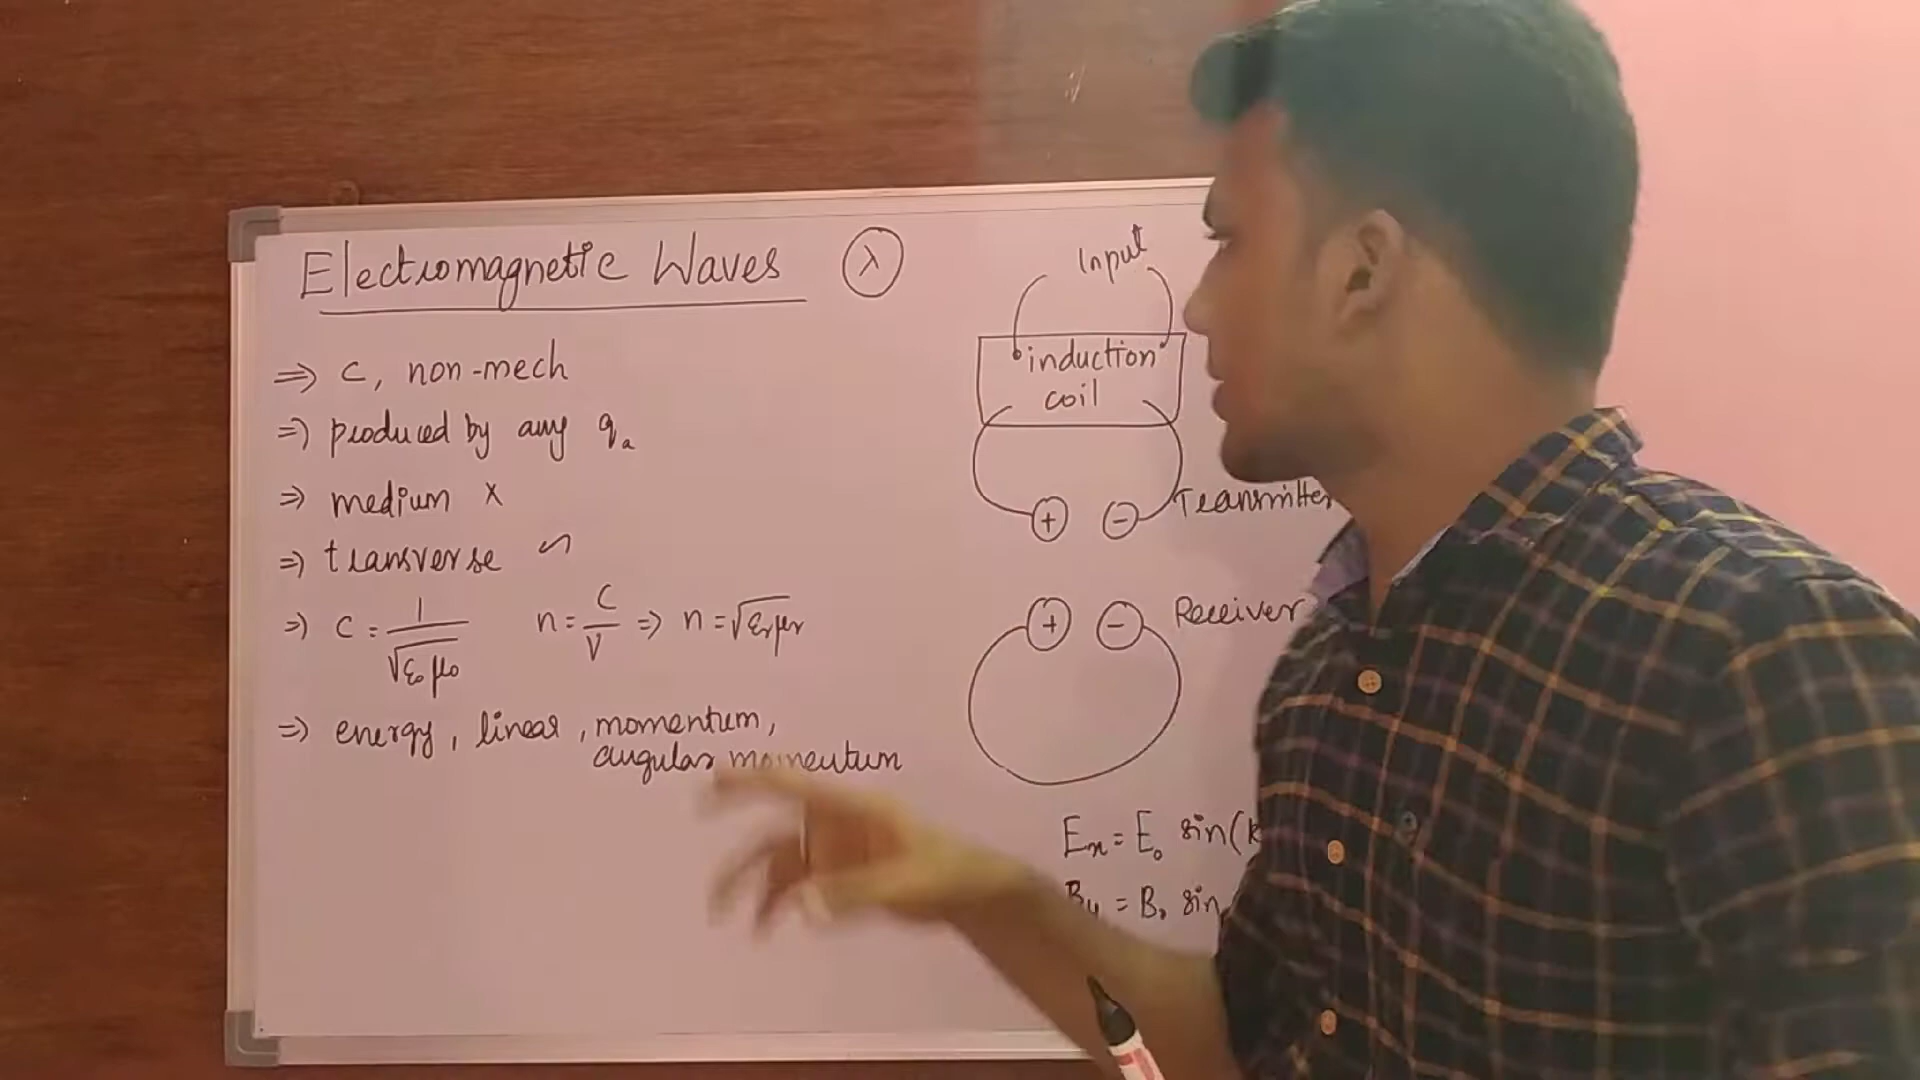 Electromagnetic Waves λ
⇒ C, non-mech
⇒ produced by any qₐ
⇒ medium x
⇒ transverse
⇒ C = 1/√ε₀μ₀ n = C/V ⇒ n = √εᵣμᵣ
⇒ energy, linear, momentum,
angular momentum
Input
induction
coil
+ − Transmitter
+ − Receiver
Eₓ = E₀ sin(k
By = B₀ sin